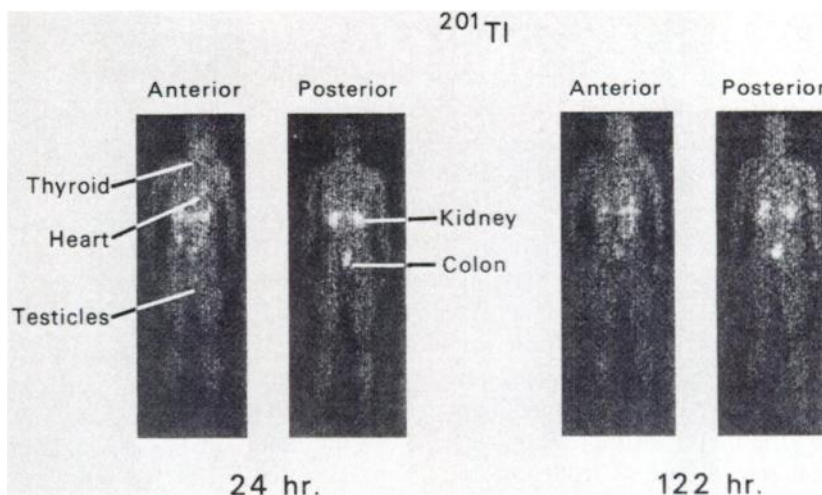 ²⁰¹Tl
Anterior Posterior Anterior Posterior
Thyroid
Heart
Testicles
Kidney
Colon
24 hr. 122 hr.